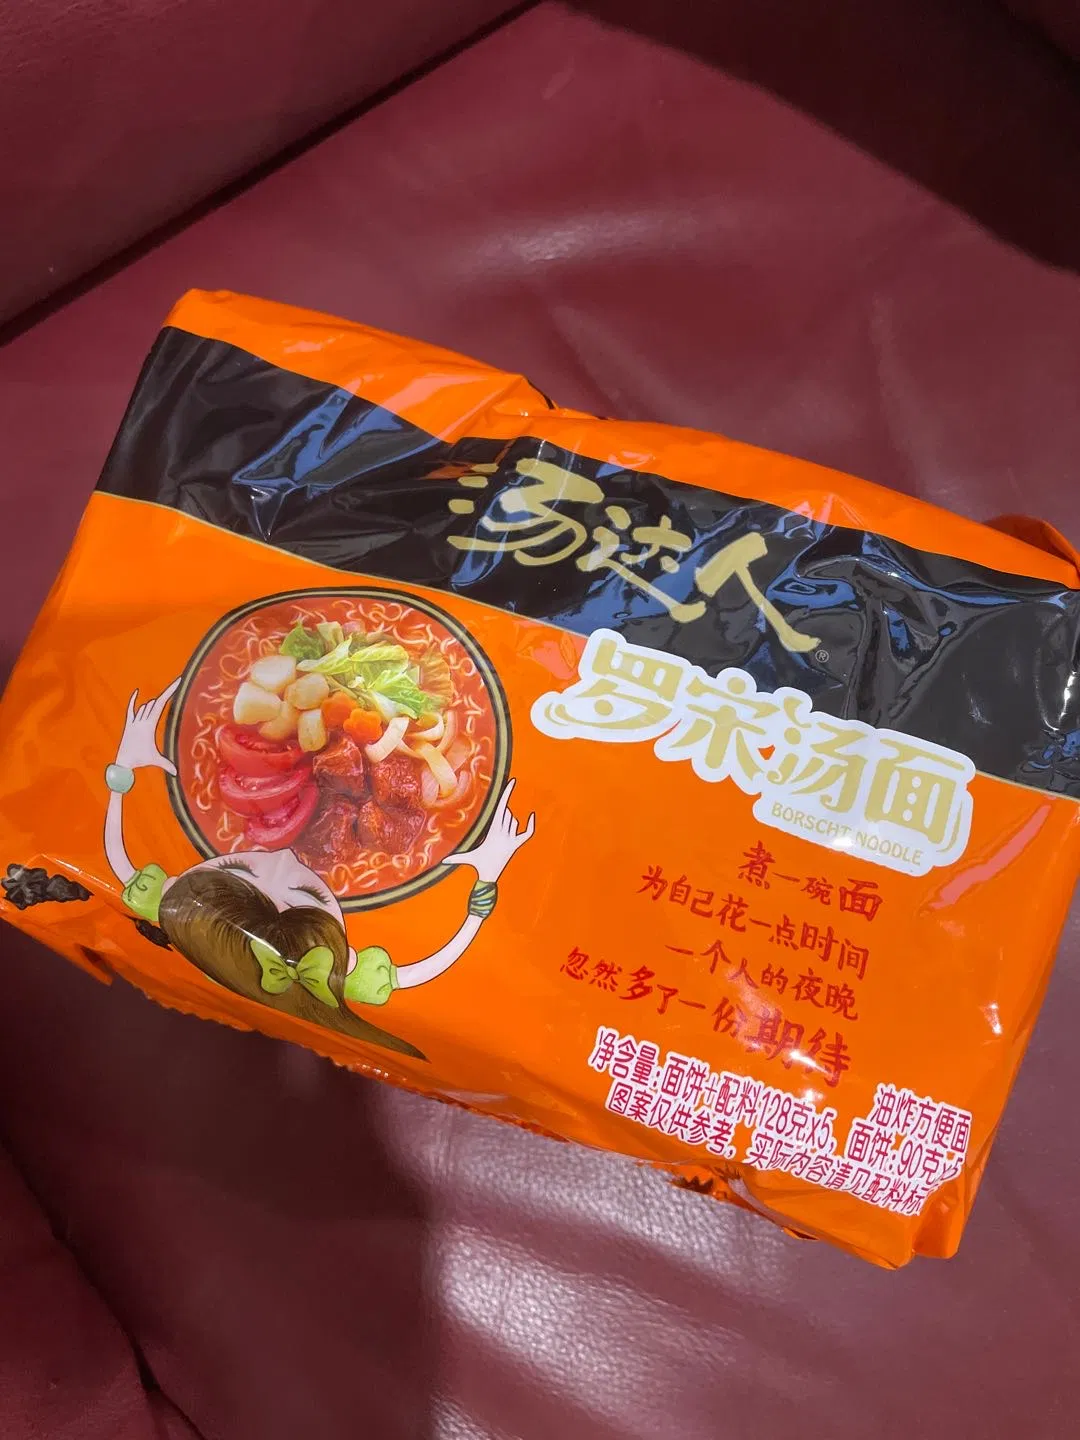 汤达人
®
罗宋汤面
BORSCHT NOODLE
煮一碗面
为自己花一点时间
一个人的夜晚
忽然多了一份期待
油炸方便面
净含量:面饼+配料128克x5, 面饼:90克x5
图案仅供参考, 实际内容请见配料标